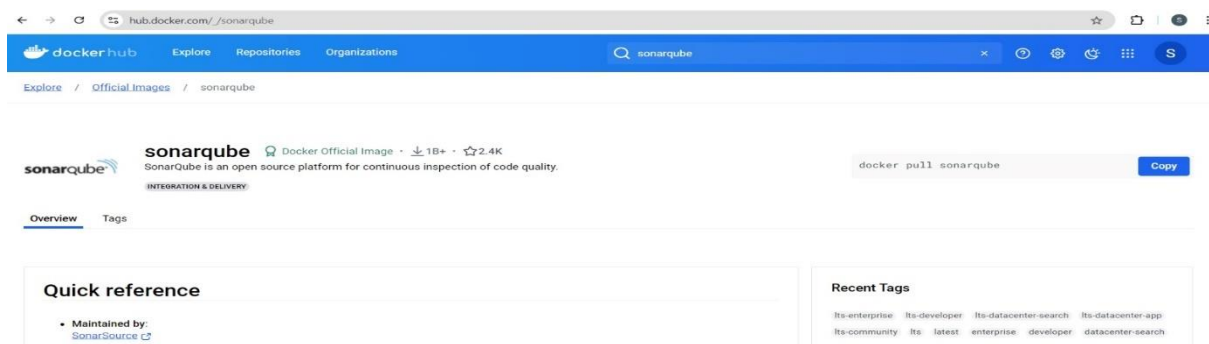 hub.docker.com/_/sonarqube
dockerhub Explore Repositories Organizations sonarqube S
Explore / Official Images / sonarqube
sonarqube Docker Official Image · 1B+ · 2.4K
sonarqube SonarQube is an open source platform for continuous inspection of code quality. docker pull sonarqube Copy
INTEGRATION & DELIVERY
Overview Tags
Quick reference
Recent Tags
lts-enterprise lts-developer lts-datacenter-search lts-datacenter-app
• Maintained by:
lts-community lts latest enterprise developer datacenter-search
SonarSource